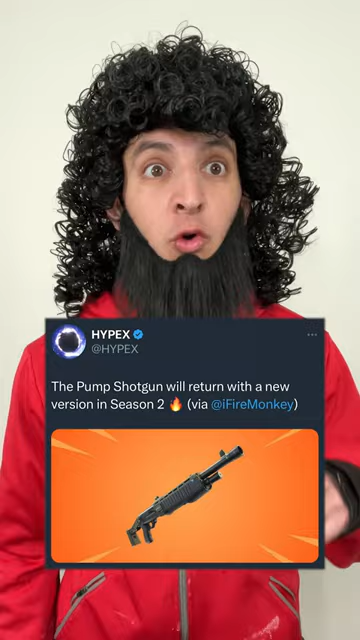 HYPEX
@HYPEX
The Pump Shotgun will return with a new
version in Season 2 🔥 (via @iFireMonkey)